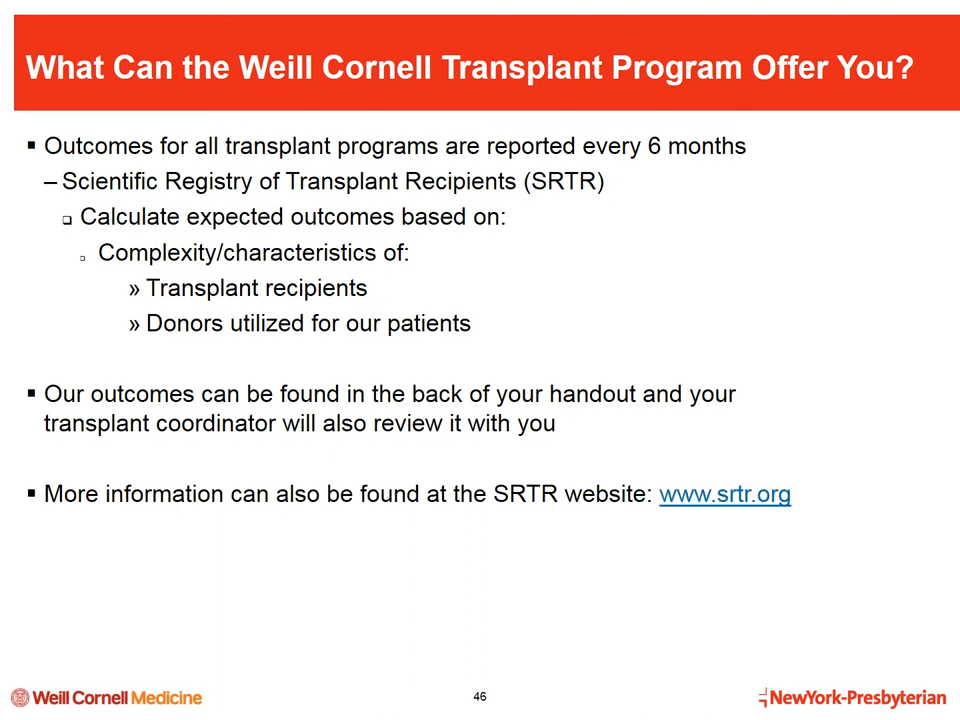 What Can the Weill Cornell Transplant Program Offer You?
▪ Outcomes for all transplant programs are reported every 6 months
– Scientific Registry of Transplant Recipients (SRTR)
❑ Calculate expected outcomes based on:
❑ Complexity/characteristics of:
» Transplant recipients
» Donors utilized for our patients
▪ Our outcomes can be found in the back of your handout and your
transplant coordinator will also review it with you
▪ More information can also be found at the SRTR website: www.srtr.org
Weill Cornell Medicine
46
NewYork-Presbyterian